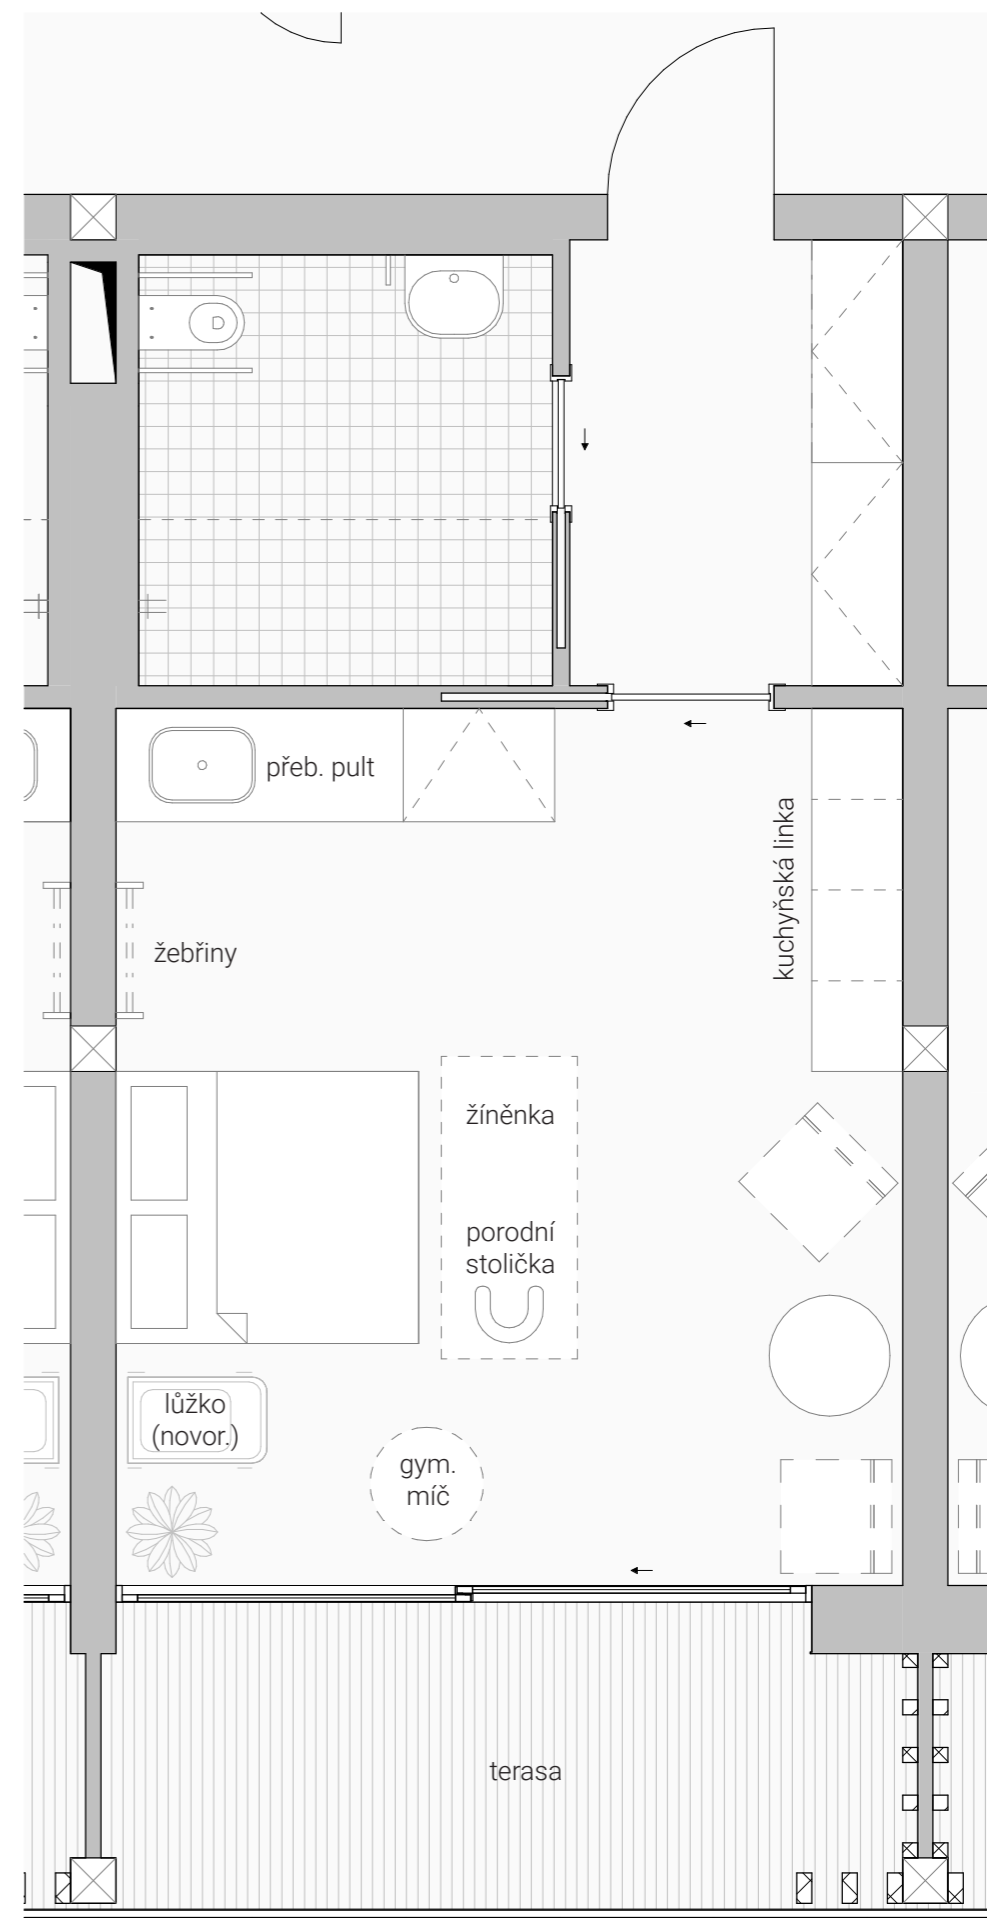 přeb. pult
kuchyňská linka
žebřiny
žíněnka
porodní
stolička
lůžko
(novor.)
gym.
míč
terasa